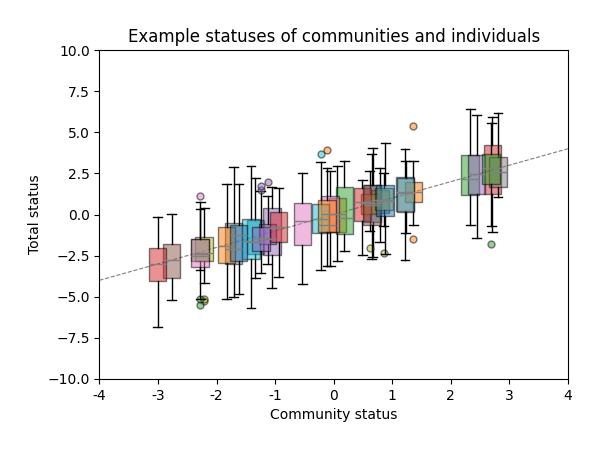 Example statuses of communities and individuals
10.0
7.5
5.0
2.5
0.0
−2.5
−5.0
−7.5
−10.0
Total status
-4 -3 -2 -1 0 1 2 3 4
Community status